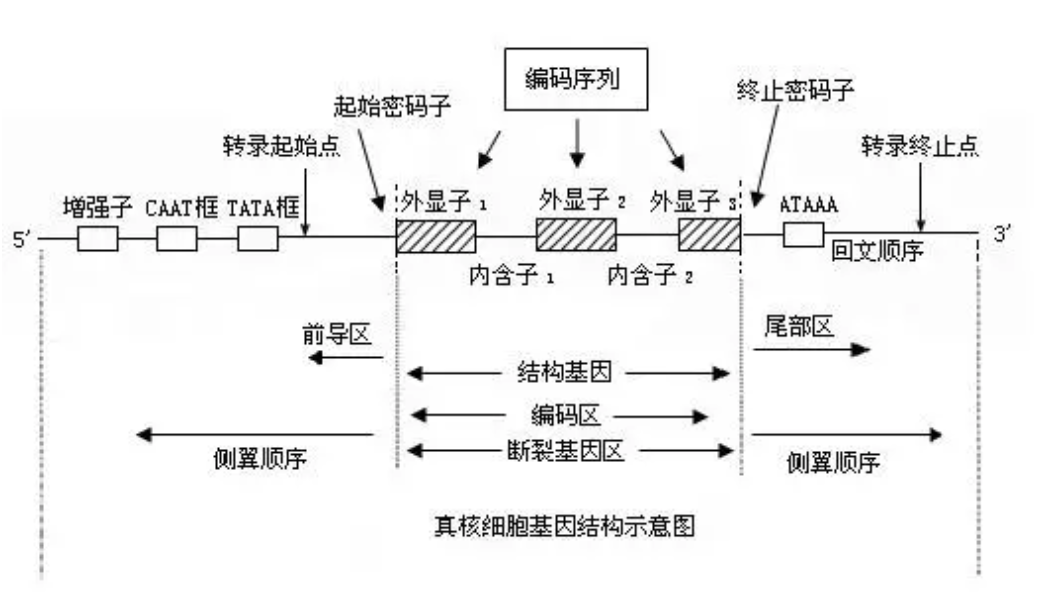 编码序列
起始密码子
终止密码子
转录起始点
转录终止点
增强子 CAAT框 TATA框 外显子 1 外显子 2 外显子 3 ATAAA
5′ 3′
回文顺序
内含子 1 内含子 2
前导区 尾部区
结构基因
编码区
断裂基因区
侧翼顺序 侧翼顺序
真核细胞基因结构示意图